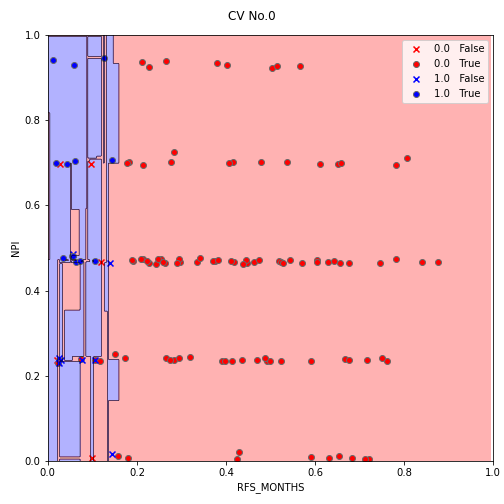 CV No.0
1.0
0.8
0.6
0.4
0.2
0.0
NPI
0.0 False
0.0 True
1.0 False
1.0 True
0.0 0.2 0.4 0.6 0.8 1.0
RFS_MONTHS